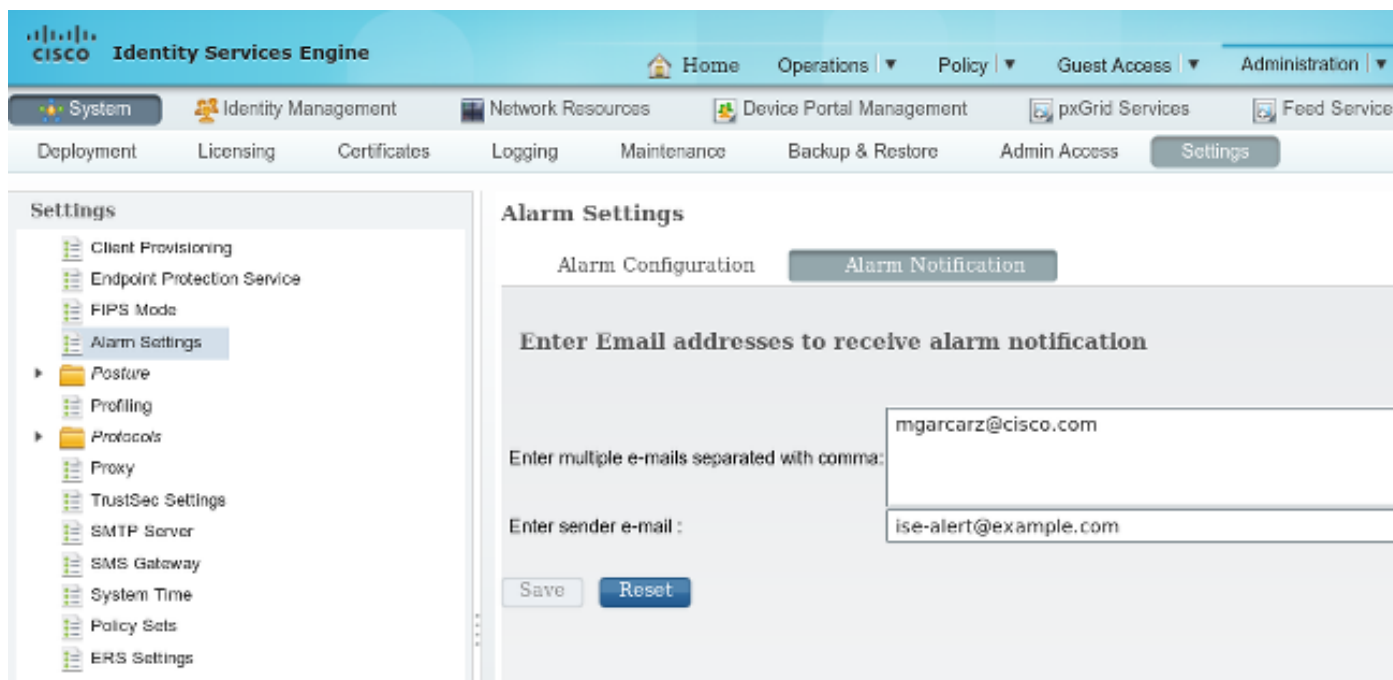 CISCO Identity Services Engine
Home Operations Policy Guest Access Administration
System Identity Management Network Resources Device Portal Management pxGrid Services Feed Service
Deployment Licensing Certificates Logging Maintenance Backup & Restore Admin Access Settings
Settings
Client Provisioning
Endpoint Protection Service
FIPS Mode
Alarm Settings
Posture
Profiling
Protocols
Proxy
TrustSec Settings
SMTP Server
SMS Gateway
System Time
Policy Sets
ERS Settings
Alarm Settings
Alarm Configuration Alarm Notification
Enter Email addresses to receive alarm notification
Enter multiple e-mails separated with comma: mgarcarz@cisco.com
Enter sender e-mail : ise-alert@example.com
Save Reset